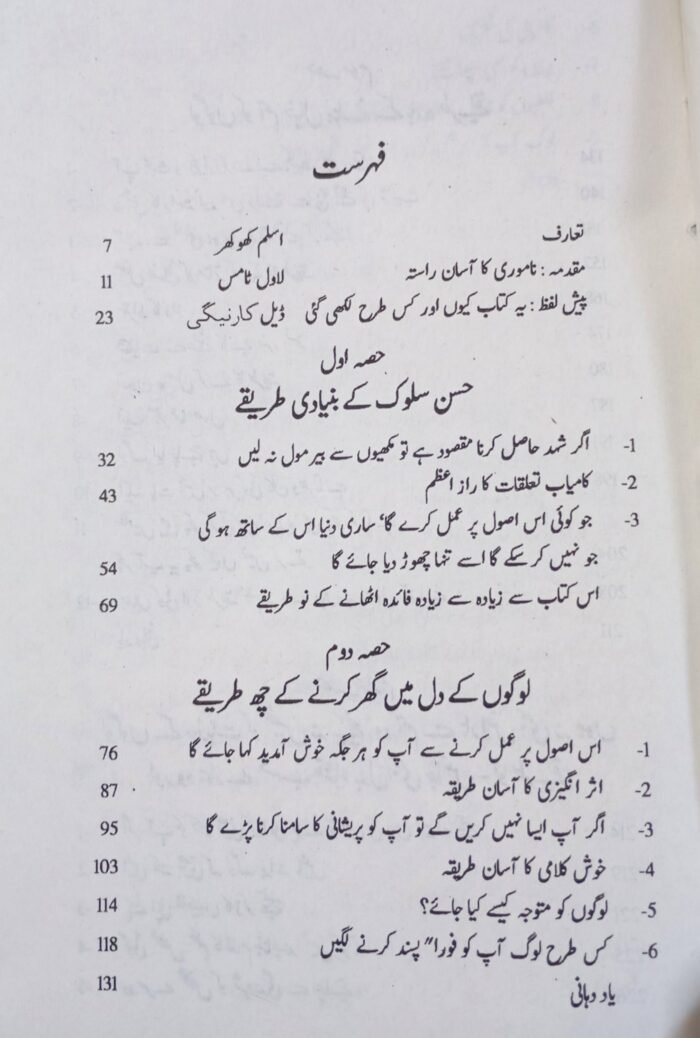 فہرست
تعارف اسلم کھوکھر 7
مقدمہ : ناموری کا آسان راستہ لاول ٹامس 11
پیش لفظ : یہ کتاب کیوں اور کس طرح لکھی گئی ڈیل کارنیگی 23
حصہ اول
حسن سلوک کے بنیادی طریقے
1- اگر شہد حاصل کرنا مقصود ہے تو مکھیوں سے بیر مول نہ لیں 32
2- کامیاب تعلقات کا راز اعظم 43
3- جو کوئی اس اصول پر عمل کرے گا، ساری دنیا اس کے ساتھ ہو گی
جو نہیں کر سکے گا اسے تنہا چھوڑ دیا جائے گا 54
اس کتاب سے زیادہ سے زیادہ فائدہ اٹھانے کے نو طریقے 69
حصہ دوم
لوگوں کے دل میں گھر کرنے کے چھ طریقے
1- اس اصول پر عمل کرنے سے آپ کو ہر جگہ خوش آمدید کہا جائے گا 76
2- اثر انگیزی کا آسان طریقہ 87
3- اگر آپ ایسا نہیں کریں گے تو آپ کو پریشانی کا سامنا کرنا پڑے گا 95
4- خوش کلامی کا آسان طریقہ 103
5- لوگوں کو متوجہ کیسے کیا جائے؟ 114
6- کس طرح لوگ آپ کو فورا" پسند کرنے لگیں 118
یاد دہانی 131